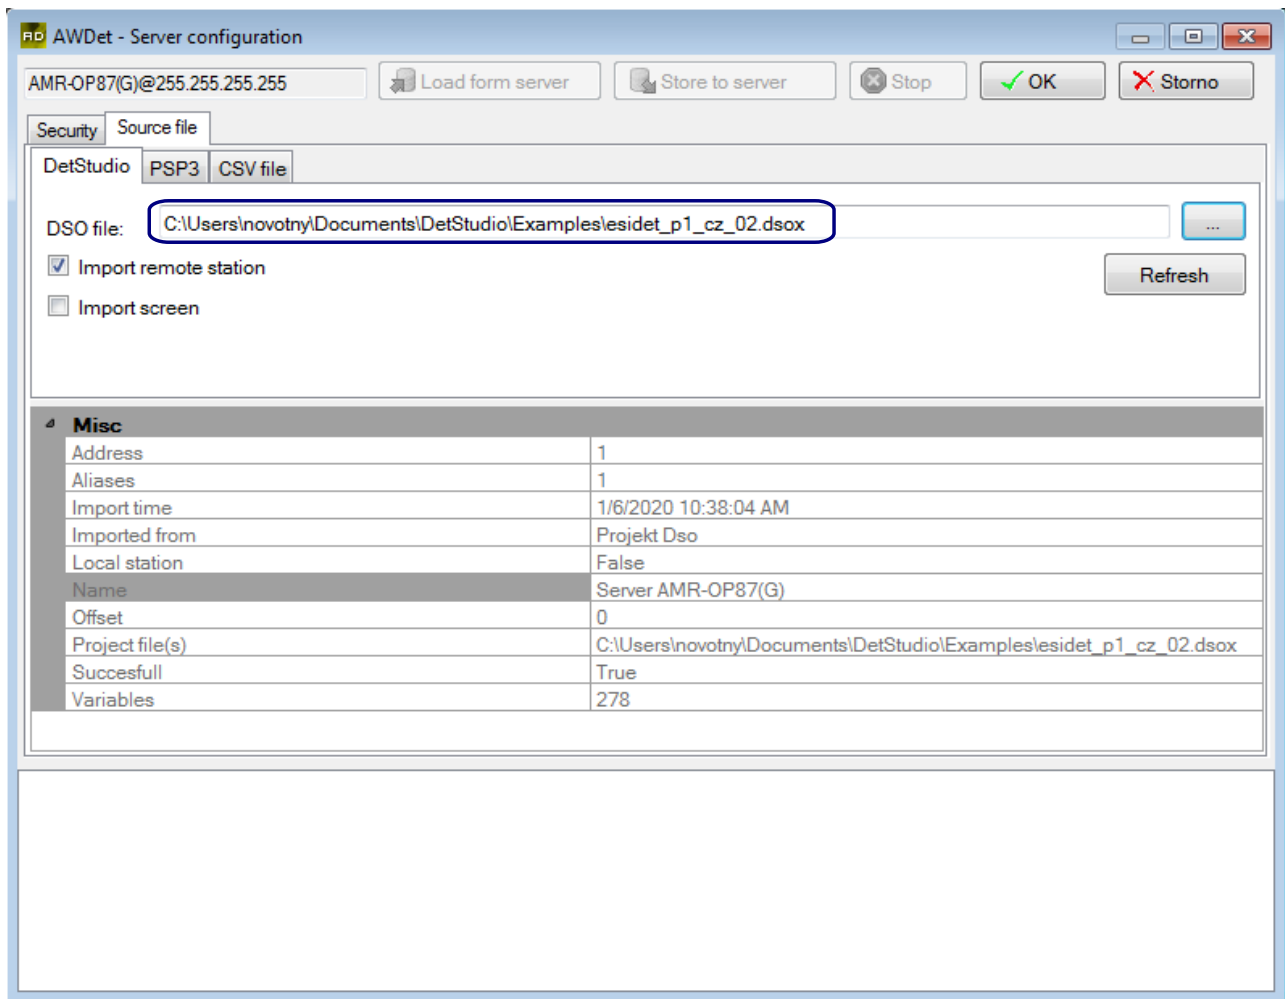 AD AWDet - Server configuration
AMR-OP87(G)@255.255.255.255 Load form server Store to server Stop OK Storno
Security Source file
DetStudio PSP3 CSV file
DSO file: C:\Users\novotny\Documents\DetStudio\Examples\esidet_p1_cz_02.dsox ...
Import remote station Refresh
Import screen
Misc
Address 1
Aliases 1
Import time 1/6/2020 10:38:04 AM
Imported from Projekt Dso
Local station False
Name Server AMR-OP87(G)
Offset 0
Project file(s) C:\Users\novotny\Documents\DetStudio\Examples\esidet_p1_cz_02.dsox
Succesfull True
Variables 278